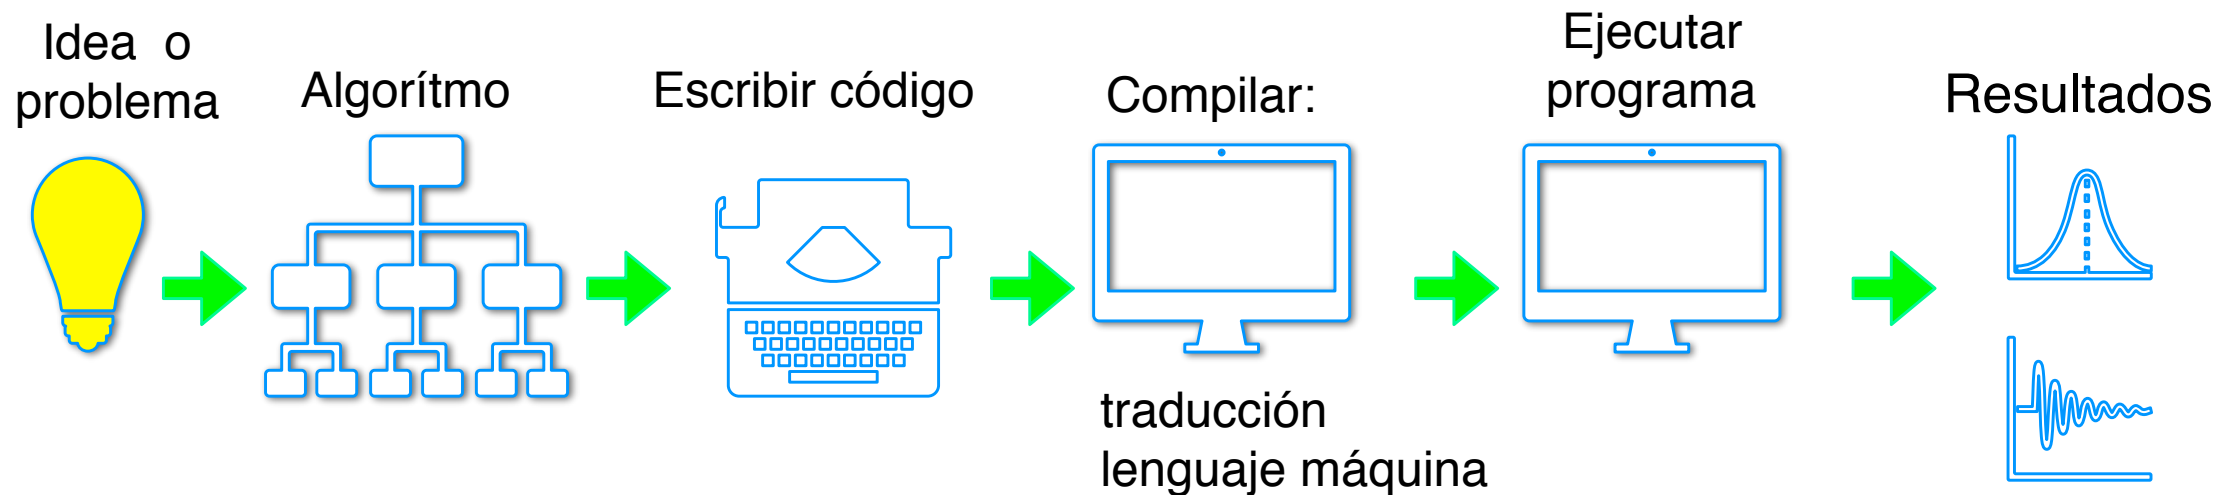 Idea o
problema
Algorítmo
Escribir código
Compilar:
traducción
lenguaje máquina
Ejecutar
programa
Resultados